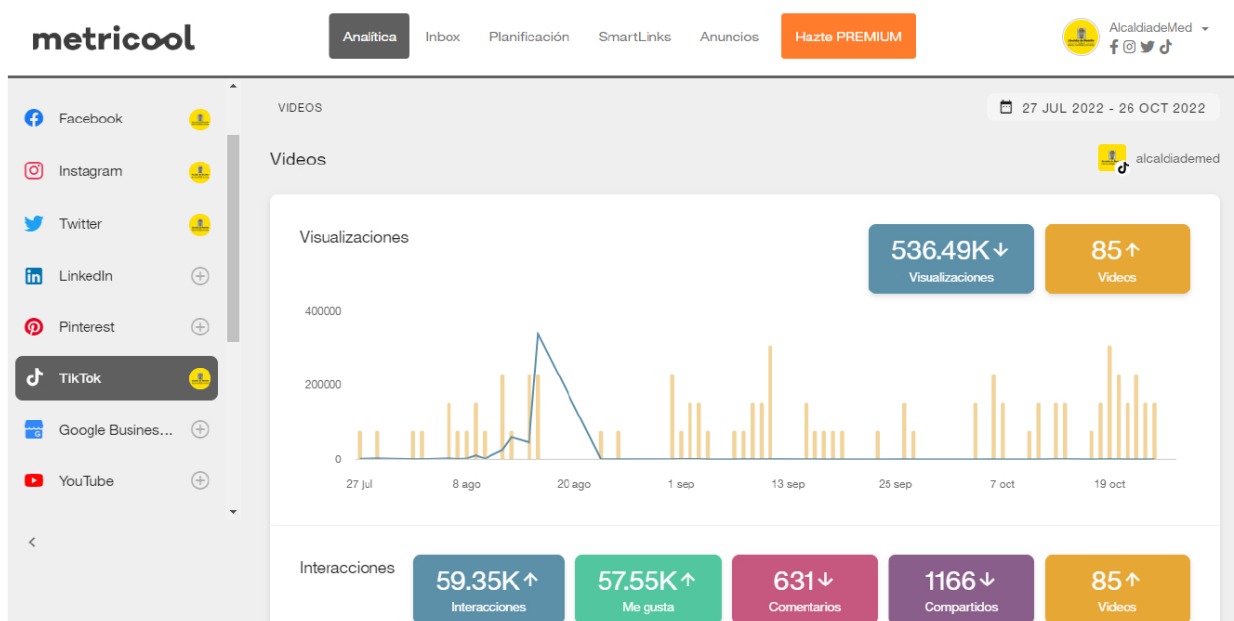 metricool
Analítica Inbox Planificación SmartLinks Anuncios Hazte PREMIUM
AlcaldiadeMed
Facebook
Instagram
Twitter
LinkedIn
Pinterest
TikTok
Google Busines...
YouTube
VIDEOS
27 JUL 2022 - 26 OCT 2022
Videos
alcaldiademed
Visualizaciones
536.49K
Visualizaciones
85
Videos
400000
200000
0
27 jul 8 ago 20 ago 1 sep 13 sep 25 sep 7 oct 19 oct
Interacciones
59.35K
Interacciones
57.55K
Me gusta
631
Comentarios
1166
Compartidos
85
Videos